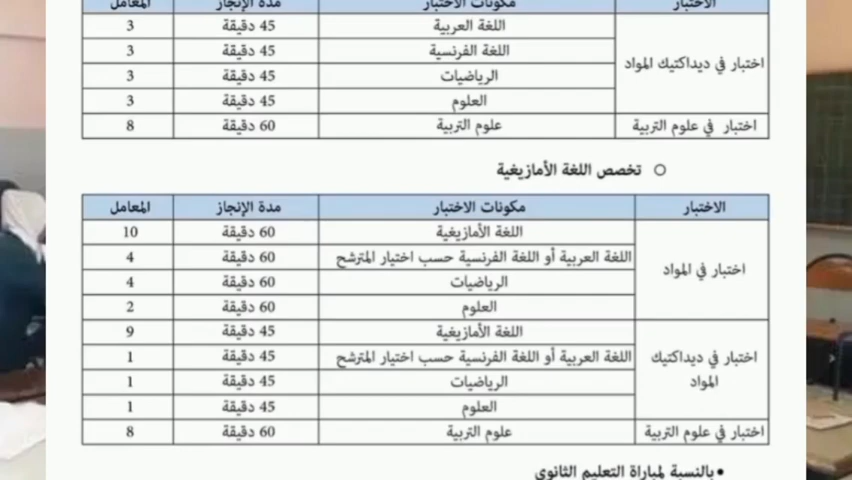 الاختبار مكونات الاختبار مدة الإنجاز المعامل
اختبار في ديداكتيك المواد
اللغة العربية 45 دقيقة 3
اللغة الفرنسية 45 دقيقة 3
الرياضيات 45 دقيقة 3
العلوم 45 دقيقة 3
اختبار في علوم التربية علوم التربية 60 دقيقة 8
تخصص اللغة الأمازيغية
الاختبار مكونات الاختبار مدة الإنجاز المعامل
اختبار في المواد
اللغة الأمازيغية 60 دقيقة 10
اللغة العربية أو اللغة الفرنسية حسب اختيار المترشح 60 دقيقة 4
الرياضيات 60 دقيقة 4
العلوم 60 دقيقة 2
اختبار في ديداكتيك
المواد
اللغة الأمازيغية 45 دقيقة 9
اللغة العربية أو اللغة الفرنسية حسب اختيار المترشح 45 دقيقة 1
الرياضيات 45 دقيقة 1
العلوم 45 دقيقة 1
اختبار في علوم التربية علوم التربية 60 دقيقة 8
• بالنسبة لمباراة التعليم الثانوي